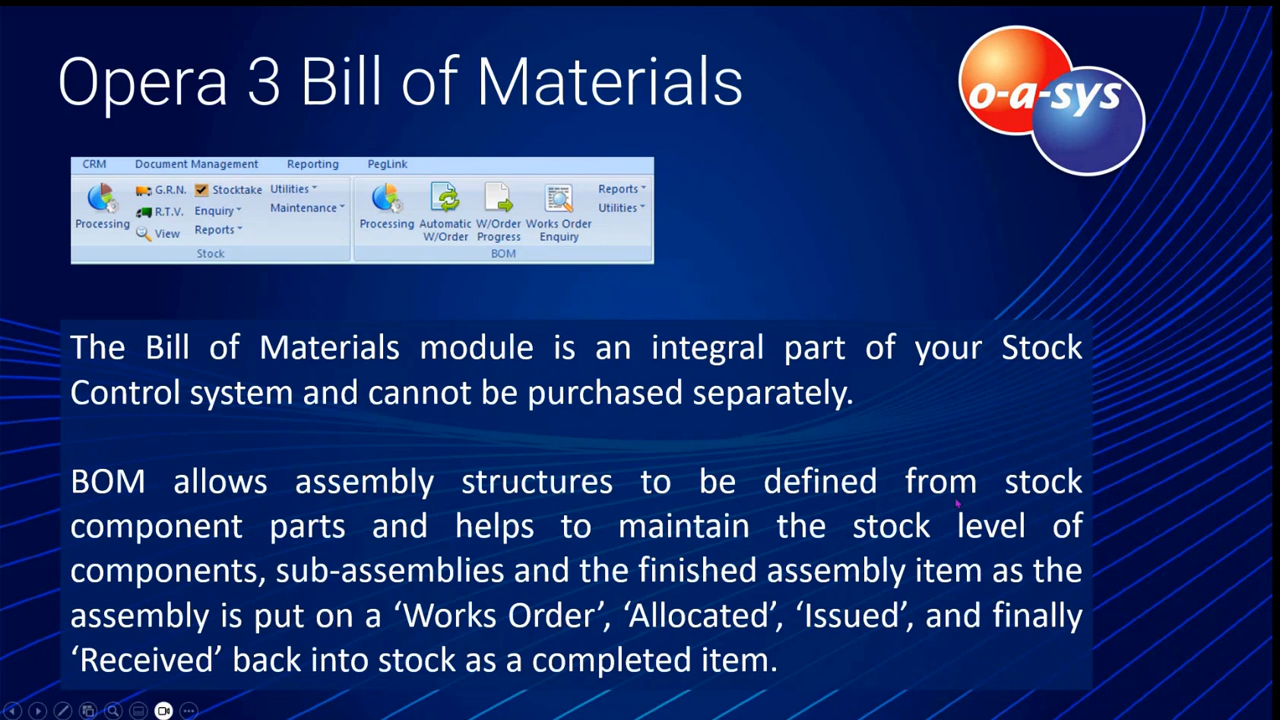 Opera 3 Bill of Materials
o-a-sys
CRM Document Management Reporting PegLink
Processing
G.R.N.
R.T.V.
View
Stocktake
Enquiry
Reports
Utilities
Maintenance
Stock
Processing
Automatic
W/Order
W/Order
Progress
Works Order
Enquiry
Reports
Utilities
BOM
The Bill of Materials module is an integral part of your Stock
Control system and cannot be purchased separately.
BOM allows assembly structures to be defined from stock
component parts and helps to maintain the stock level of
components, sub-assemblies and the finished assembly item as the
assembly is put on a ‘Works Order’, ‘Allocated’, ‘Issued’, and finally
‘Received’ back into stock as a completed item.